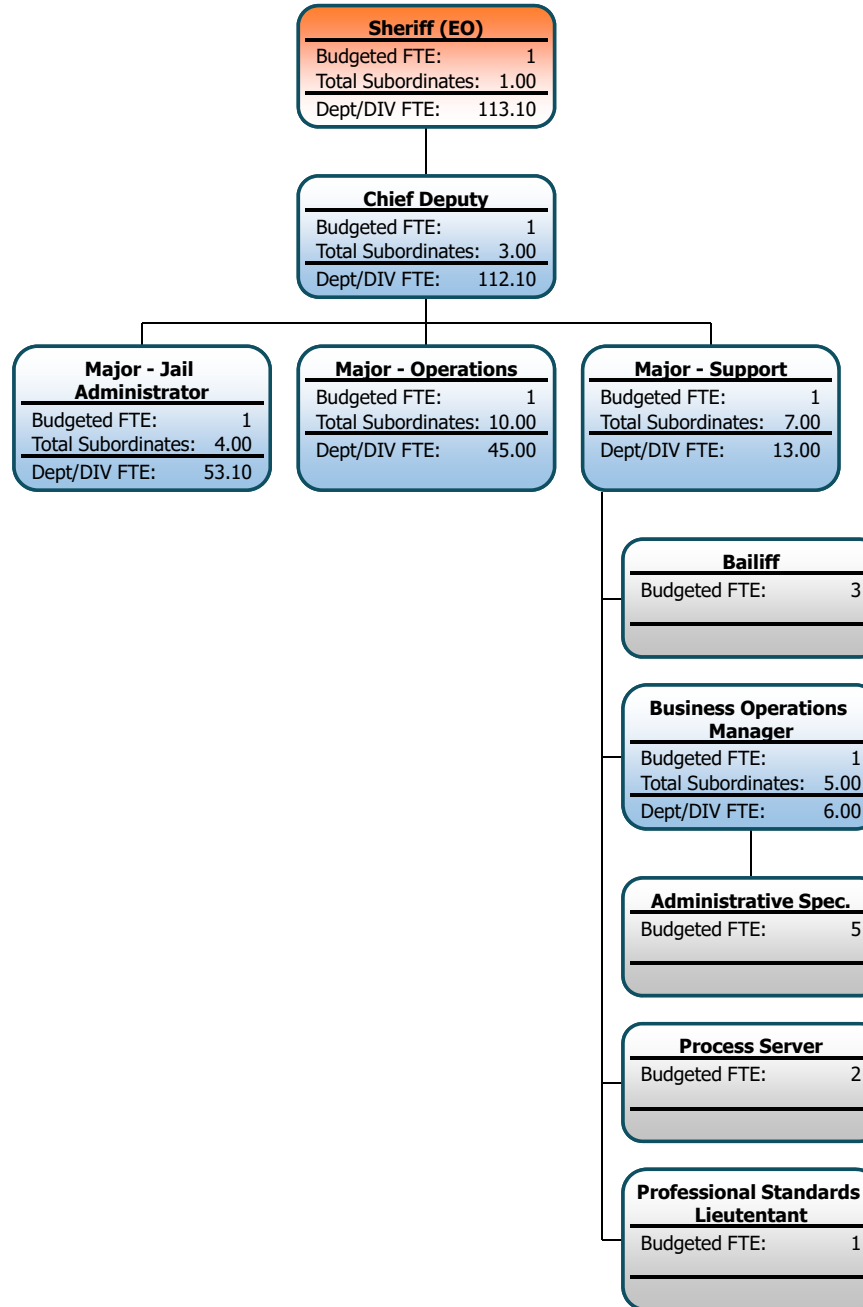 Sheriff (EO)
Budgeted FTE: 1
Total Subordinates: 1.00
Dept/DIV FTE: 113.10
Chief Deputy
Budgeted FTE: 1
Total Subordinates: 3.00
Dept/DIV FTE: 112.10
Major - Jail
Administrator
Budgeted FTE: 1
Total Subordinates: 4.00
Dept/DIV FTE: 53.10
Major - Operations
Budgeted FTE: 1
Total Subordinates: 10.00
Dept/DIV FTE: 45.00
Major - Support
Budgeted FTE: 1
Total Subordinates: 7.00
Dept/DIV FTE: 13.00
Bailiff
Budgeted FTE: 3
Business Operations
Manager
Budgeted FTE: 1
Total Subordinates: 5.00
Dept/DIV FTE: 6.00
Administrative Spec.
Budgeted FTE: 5
Process Server
Budgeted FTE: 2
Professional Standards
Lieutentant
Budgeted FTE: 1